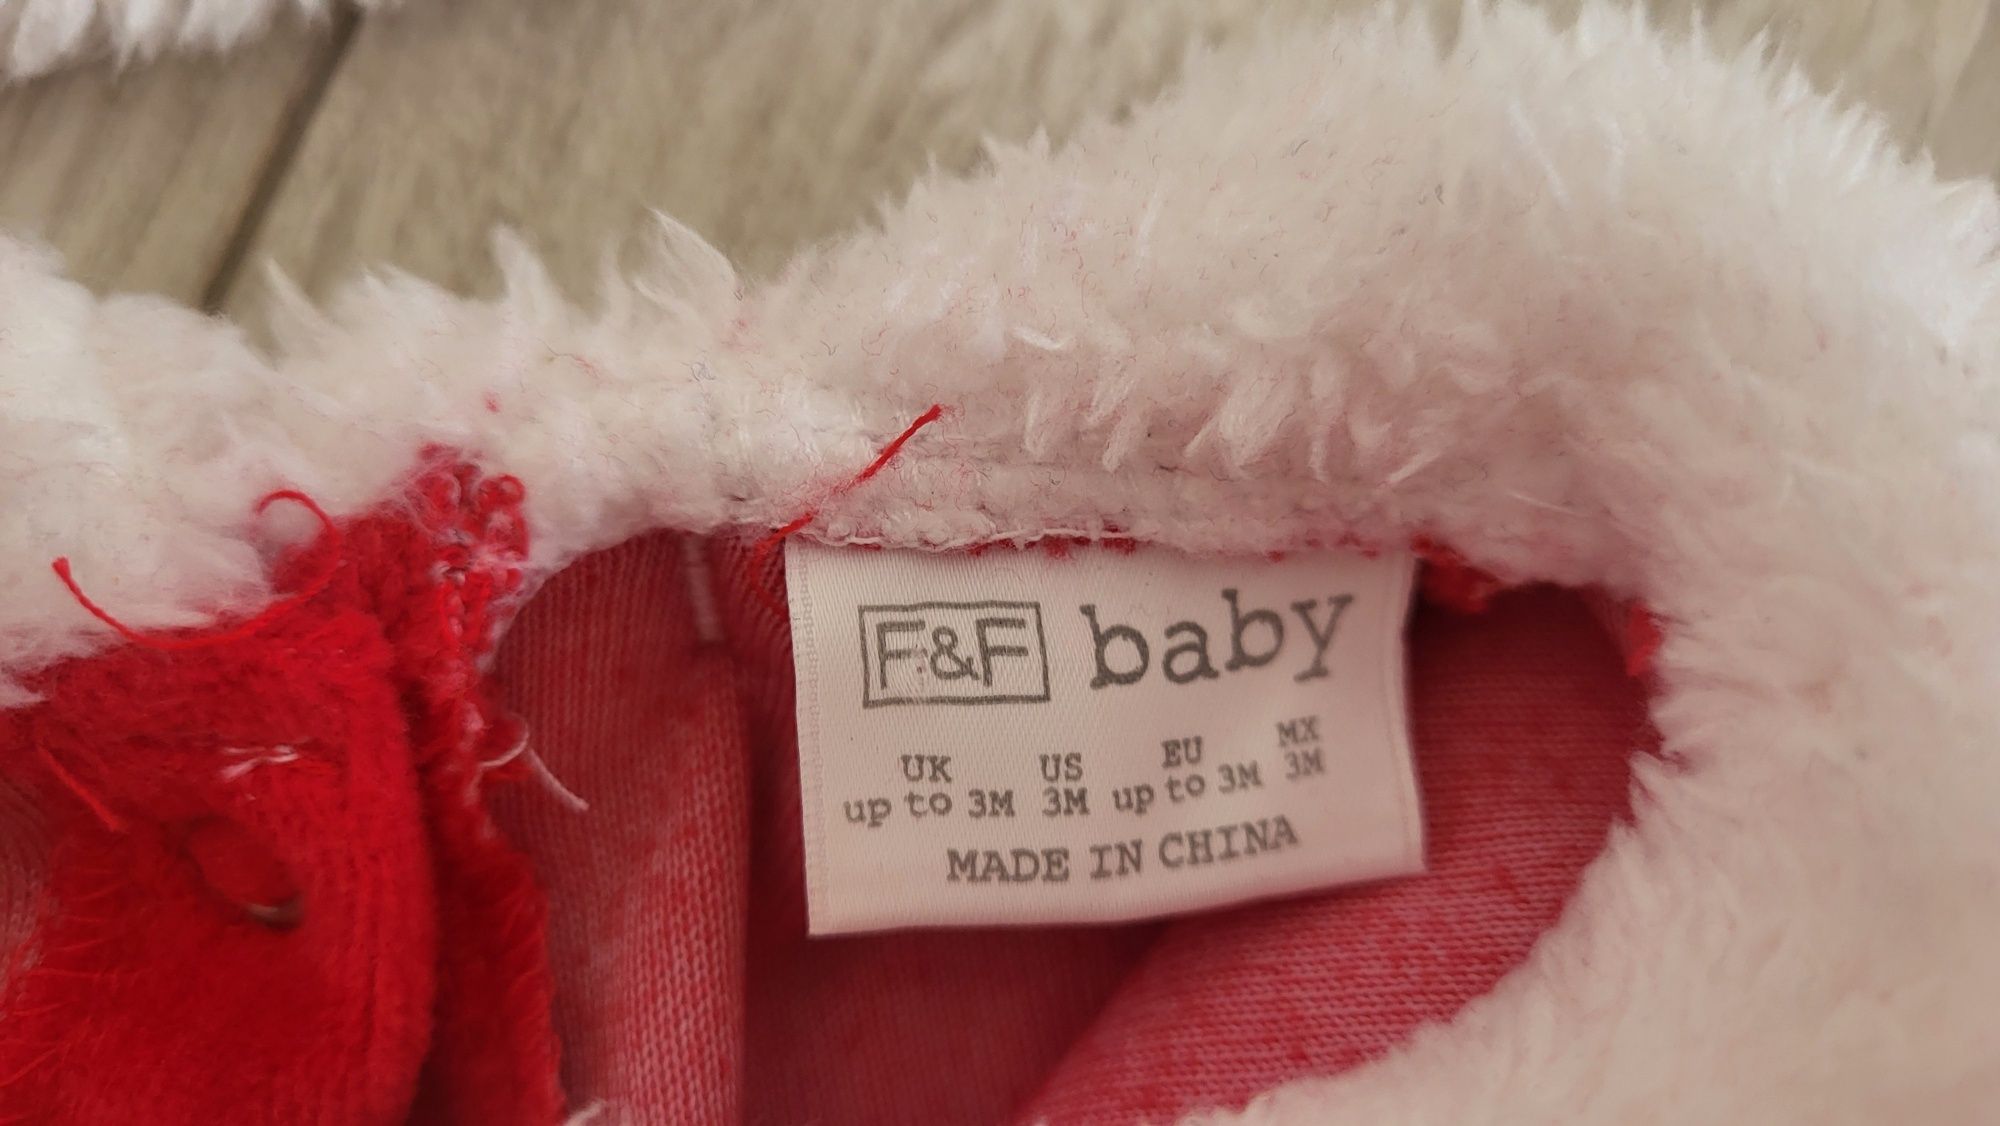 F&F baby
UK US EU MX
up to 3M 3M up to 3M 3M
MADE IN CHINA